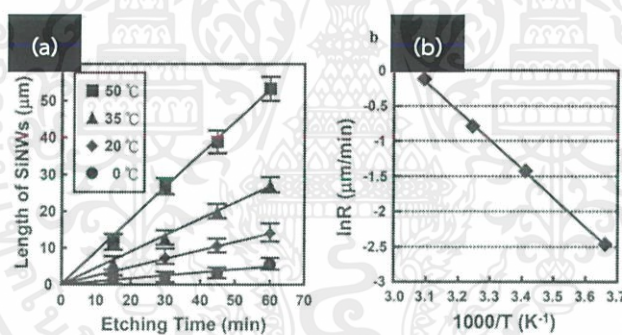 (a)
50 ℃
35 ℃
20 ℃
0 ℃
Length of SiNWs (μm)
50
40
30
20
10
0
0 10 20 30 40 50 60 70
Etching Time (min)
b
(b)
lnR (μm/min)
0
-0.5
-1
-1.5
-2
-2.5
-3
3.0 3.1 3.2 3.3 3.4 3.5 3.6 3.7
1000/T (K⁻¹)